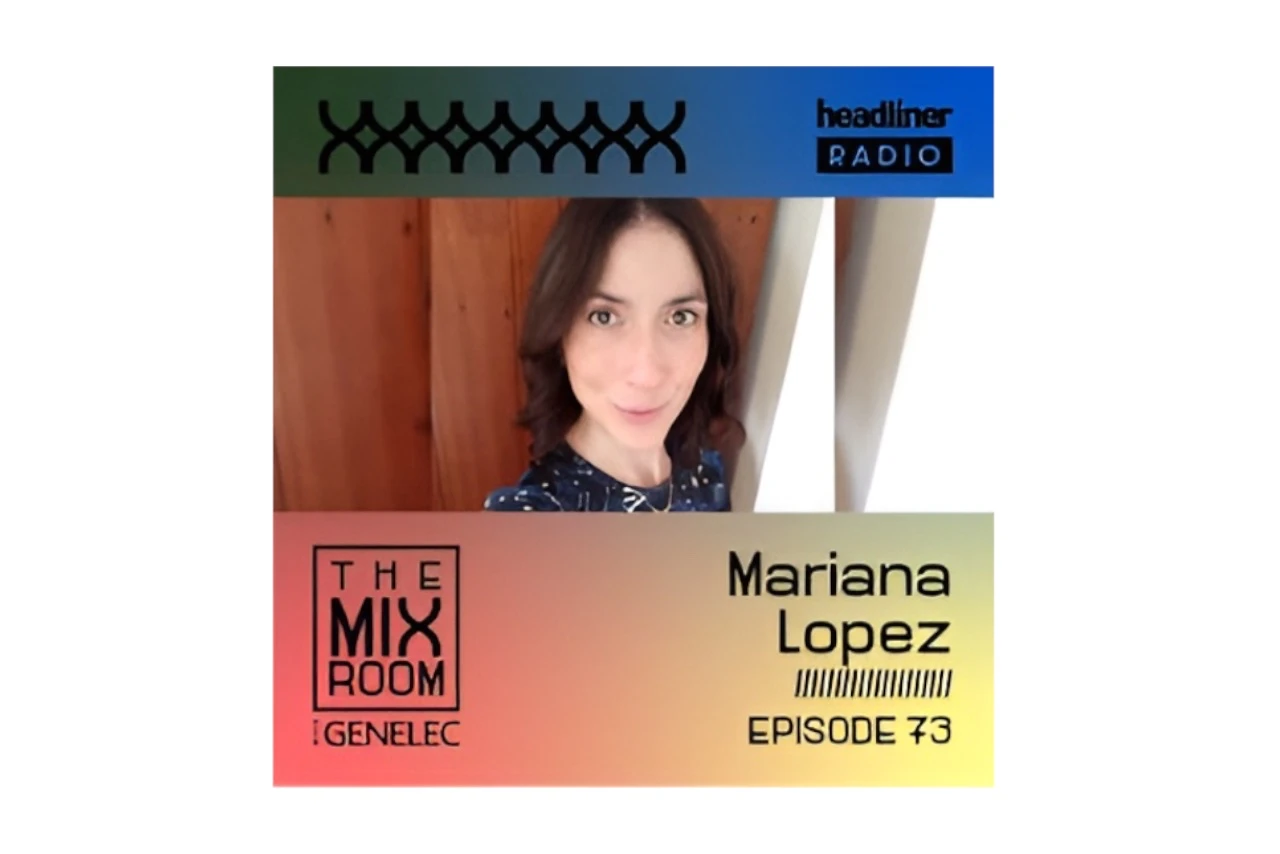 headliner
RADIO
THE
MIX
ROOM
GENELEC
Mariana
Lopez
EPISODE 73